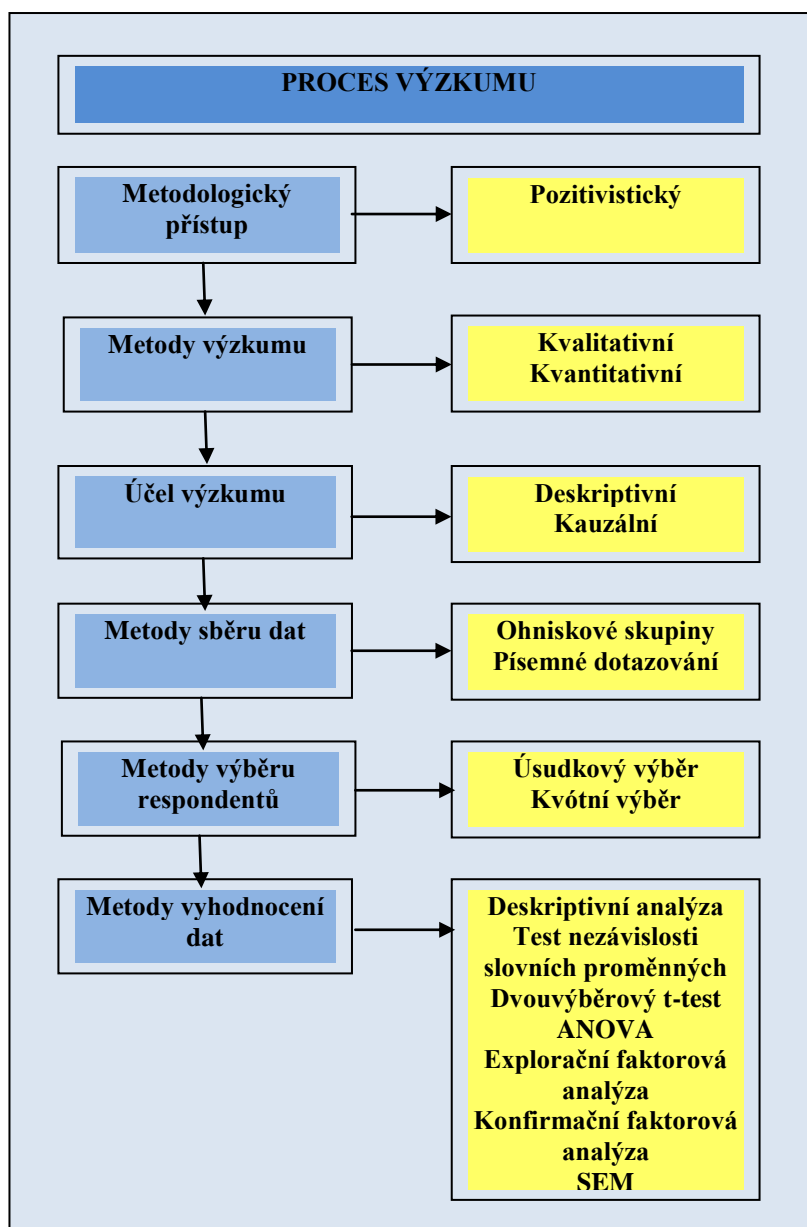 PROCES VÝZKUMU
Metodologický
přístup
Pozitivistický
Metody výzkumu
Kvalitativní
Kvantitativní
Účel výzkumu
Deskriptivní
Kauzální
Metody sběru dat
Ohniskové skupiny
Písemné dotazování
Metody výběru
respondentů
Úsudkový výběr
Kvótní výběr
Metody vyhodnocení
dat
Deskriptivní analýza
Test nezávislosti
slovních proměnných
Dvouvýběrový t-test
ANOVA
Explorační faktorová
analýza
Konfirmační faktorová
analýza
SEM